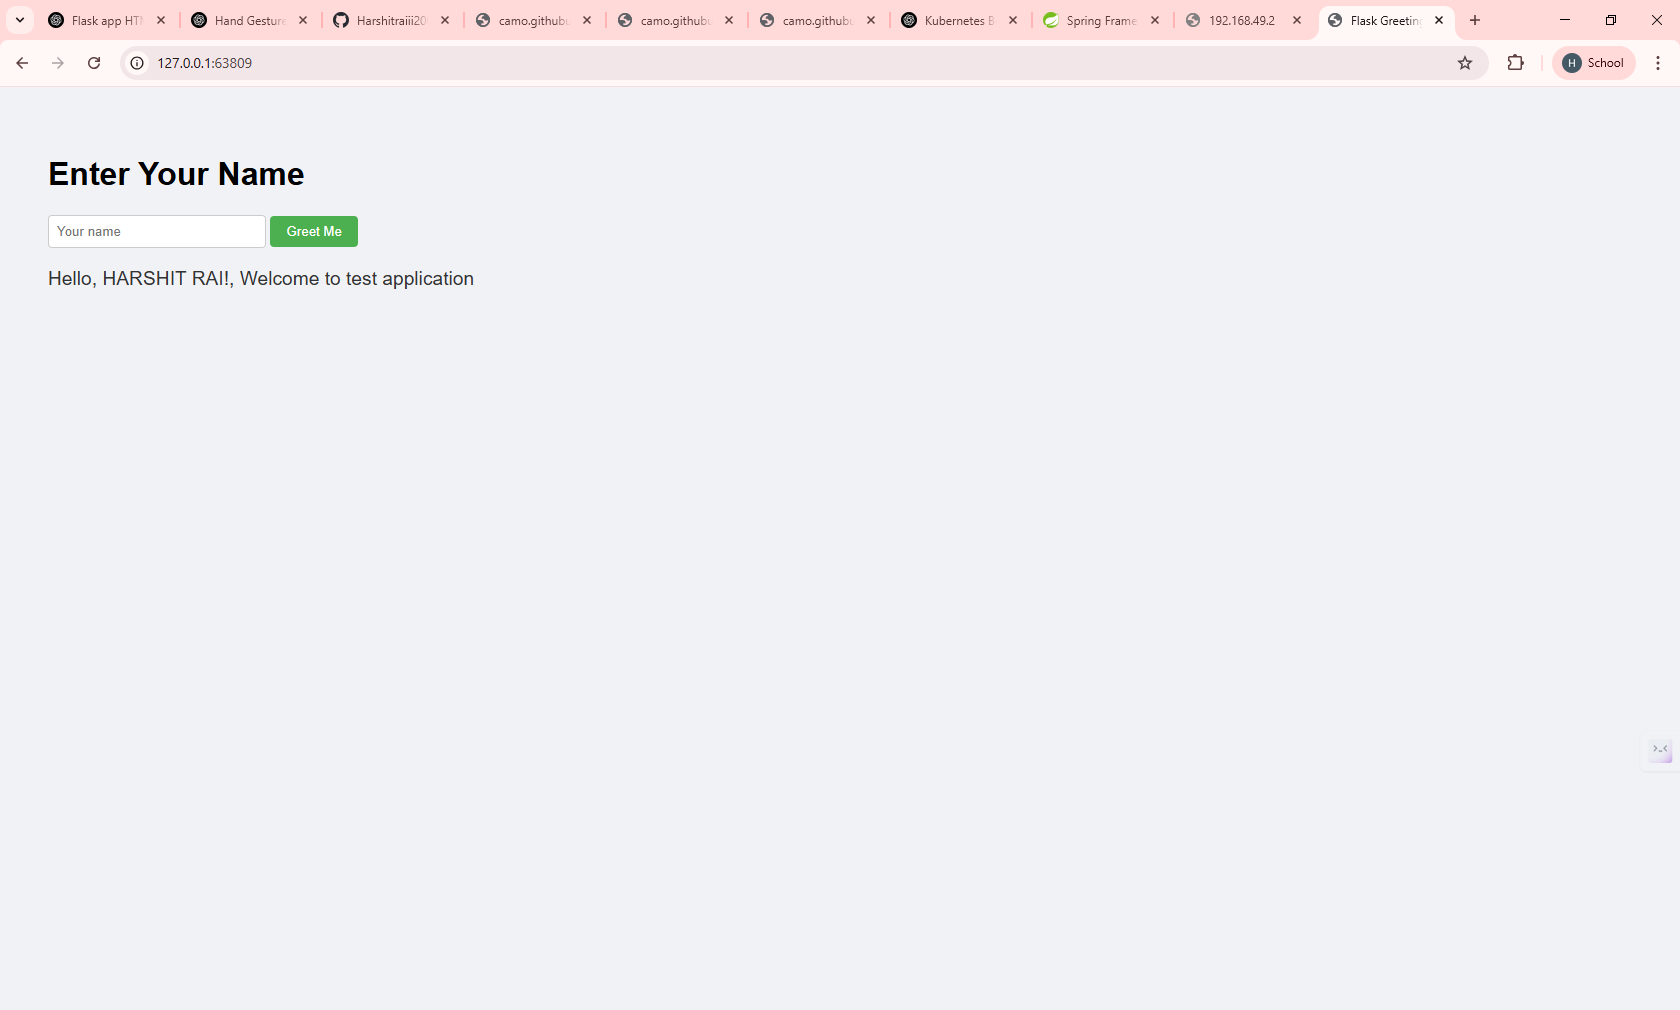 Flask app HTM
Hand Gesture
Harshitraiii20
camo.githubu
camo.githubu
camo.githubu
Kubernetes B
Spring Frame
192.168.49.2
Flask Greeting
127.0.0.1:63809
H
School
Enter Your Name
Your name
Greet Me
Hello, HARSHIT RAI!, Welcome to test application